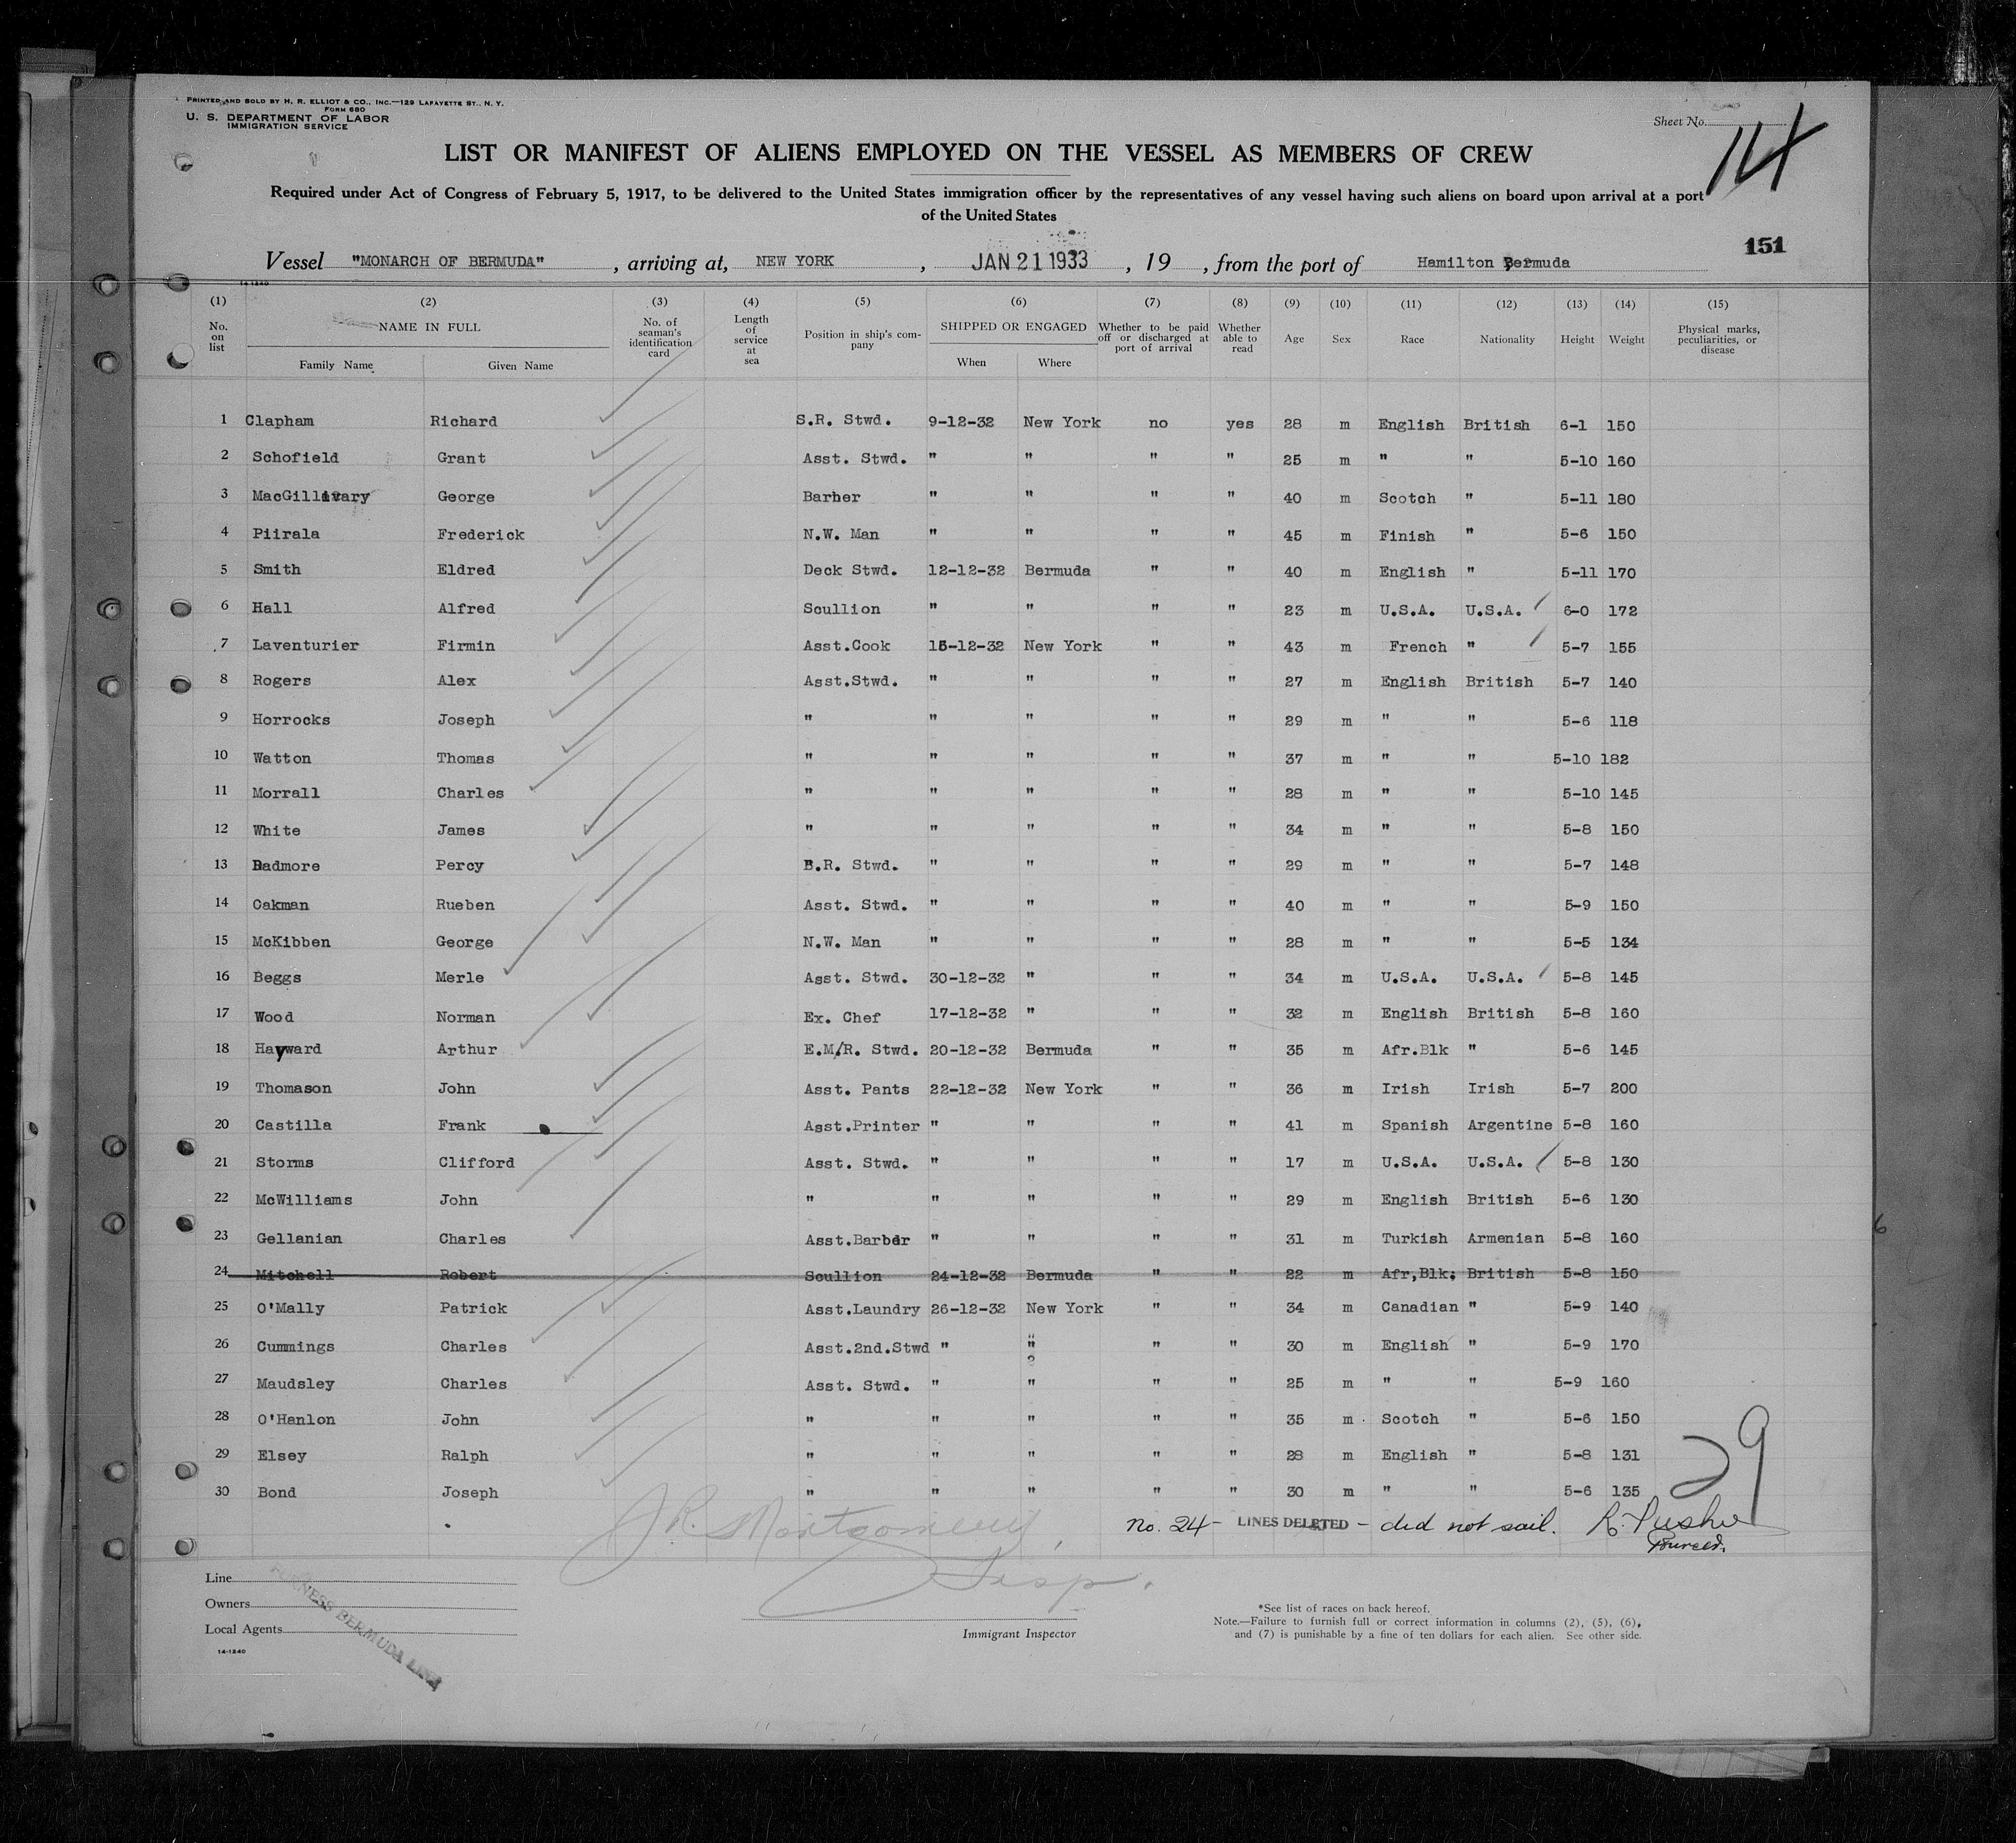 PRINTED AND SOLD BY H. R. ELLIOT & CO., INC.—129 LAFAYETTE ST., N. Y.
FORM 680
U. S. DEPARTMENT OF LABOR
IMMIGRATION SERVICE
Sheet No.
14
LIST OR MANIFEST OF ALIENS EMPLOYED ON THE VESSEL AS MEMBERS OF CREW
Required under Act of Congress of February 5, 1917, to be delivered to the United States immigration officer by the representatives of any vessel having such aliens on board upon arrival at a port
of the United States
151
Vessel "MONARCH OF BERMUDA" , arriving at, NEW YORK , JAN 21 1933 , 19 , from the port of Hamilton Bermuda
14-1240
(1) (2) (3) (4) (5) (6) (7) (8) (9) (10) (11) (12) (13) (14) (15)
No. on list NAME IN FULL Family Name Given Name No. of seaman's identification card Length of service at sea Position in ship's company SHIPPED OR ENGAGED When Where Whether to be paid off or discharged at port of arrival Whether able to read Age Sex Race Nationality Height Weight Physical marks, peculiarities, or disease
1 Clapham Richard S.R. Stwd. 9-12-32 New York no yes 28 m English British 6-1 150
2 Schofield Grant Asst. Stwd. " " " " 25 m " " 5-10 160
3 MacGillivary George Barber " " " " 40 m Scotch " 5-11 180
4 Piirala Frederick N.W. Man " " " " 45 m Finish " 5-6 150
5 Smith Eldred Deck Stwd. 12-12-32 Bermuda " " 40 m English " 5-11 170
6 Hall Alfred Scullion " " " " 23 m U.S.A. U.S.A. 6-0 172
7 Laventurier Firmin Asst.Cook 15-12-32 New York " " 43 m French " 5-7 155
8 Rogers Alex Asst.Stwd. " " " " 27 m English British 5-7 140
9 Horrocks Joseph " " " " " 29 m " " 5-6 118
10 Watton Thomas " " " " " 37 m " " 5-10 182
11 Morrall Charles " " " " " 28 m " " 5-10 145
12 White James " " " " " 34 m " " 5-8 150
13 Badmore Percy B.R. Stwd. " " " " 29 m " " 5-7 148
14 Oakman Rueben Asst. Stwd. " " " " 40 m " " 5-9 150
15 McKibben George N.W. Man " " " " 28 m " " 5-5 134
16 Beggs Merle Asst. Stwd. 30-12-32 " " " 34 m U.S.A. U.S.A. 5-8 145
17 Wood Norman Ex. Chef 17-12-32 " " " 32 m English British 5-8 160
18 Hayward Arthur E.M/R. Stwd. 20-12-32 Bermuda " " 35 m Afr.Blk " 5-6 145
19 Thomason John Asst. Pants 22-12-32 New York " " 36 m Irish Irish 5-7 200
20 Castilla Frank Asst.Printer " " " " 41 m Spanish Argentine 5-8 160
21 Storms Clifford Asst. Stwd. " " " " 17 m U.S.A. U.S.A. 5-8 130
22 McWilliams John " " " " " 29 m English British 5-6 130
23 Gellanian Charles Asst.Barber " " " " 31 m Turkish Armenian 5-8 160
24 Mitchell Robert Scullion 24-12-32 Bermuda " " 22 m Afr,Blk; British 5-8 150
25 O'Mally Patrick Asst.Laundry 26-12-32 New York " " 34 m Canadian " 5-9 140
26 Cummings Charles Asst.2nd.Stwd " " " " 30 m English " 5-9 170
27 Maudsley Charles Asst. Stwd. " " " " 25 m " " 5-9 160
28 O'Hanlon John " " " " " 35 m Scotch " 5-6 150
29 Elsey Ralph " " " " " 28 m English " 5-8 131
30 Bond Joseph " " " " " 30 m " " 5-6 135
29
no. 24 - LINES DELETED - did not sail.
J R. Montgomery
Insp.
Line
Owners
Local Agents
FURNESS BERMUDA LINE
14-1240
Immigrant Inspector
*See list of races on back hereof.
Note.—Failure to furnish full or correct information in columns (2), (5), (6),
and (7) is punishable by a fine of ten dollars for each alien. See other side.